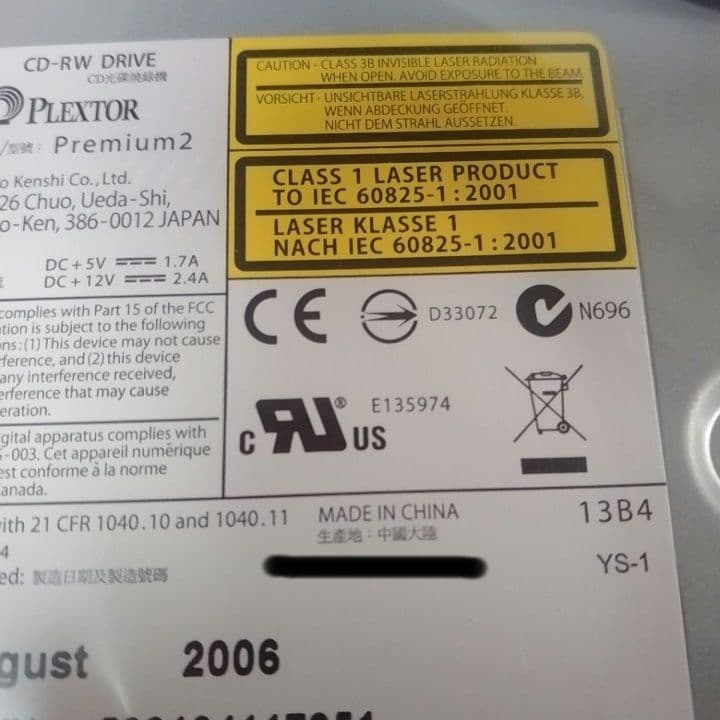 CD-RW DRIVE
CD光碟燒錄機
PLEXTOR
/型號: Premium2
o Kenshi Co., Ltd.
26 Chuo, Ueda-Shi,
o-Ken, 386-0012 JAPAN
DC+5V 1.7A
DC+12V 2.4A
complies with Part 15 of the FCC
tion is subject to the following
ns: (1) This device may not cause
ference, and (2) this device
any interference received,
erference that may cause
eration.
gital apparatus complies with
-003. Cet appareil numérique
est conforme à la norme
anada.
CAUTION - CLASS 3B INVISIBLE LASER RADIATION
WHEN OPEN. AVOID EXPOSURE TO THE BEAM.
VORSICHT - UNSICHTBARE LASERSTRAHLUNG KLASSE 3B,
WENN ABDECKUNG GEÖFFNET.
NICHT DEM STRAHL AUSSETZEN.
CLASS 1 LASER PRODUCT
TO IEC 60825-1:2001
LASER KLASSE 1
NACH IEC 60825-1:2001
CE D33072 N696
c RU ® US E135974
ith 21 CFR 1040.10 and 1040.11
4
MADE IN CHINA
生產地:中國大陸
13B4
ed: 製造日期及製造號碼
YS-1
gust 2006